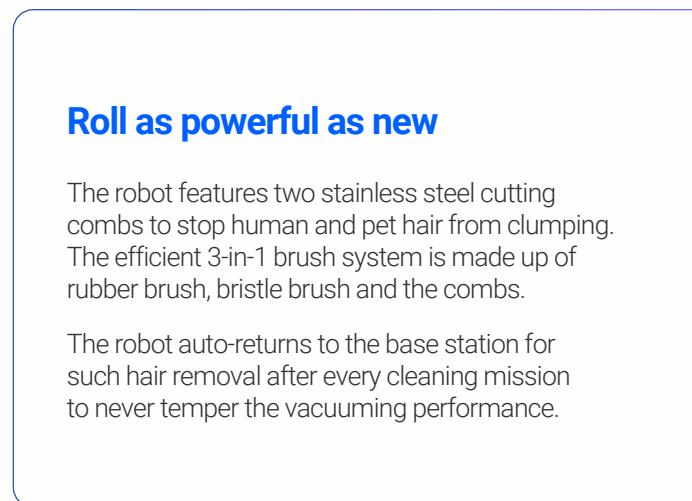 Roll as powerful as new
The robot features two stainless steel cutting
combs to stop human and pet hair from clumping.
The efficient 3-in-1 brush system is made up of
rubber brush, bristle brush and the combs.
The robot auto-returns to the base station for
such hair removal after every cleaning mission
to never temper the vacuuming performance.